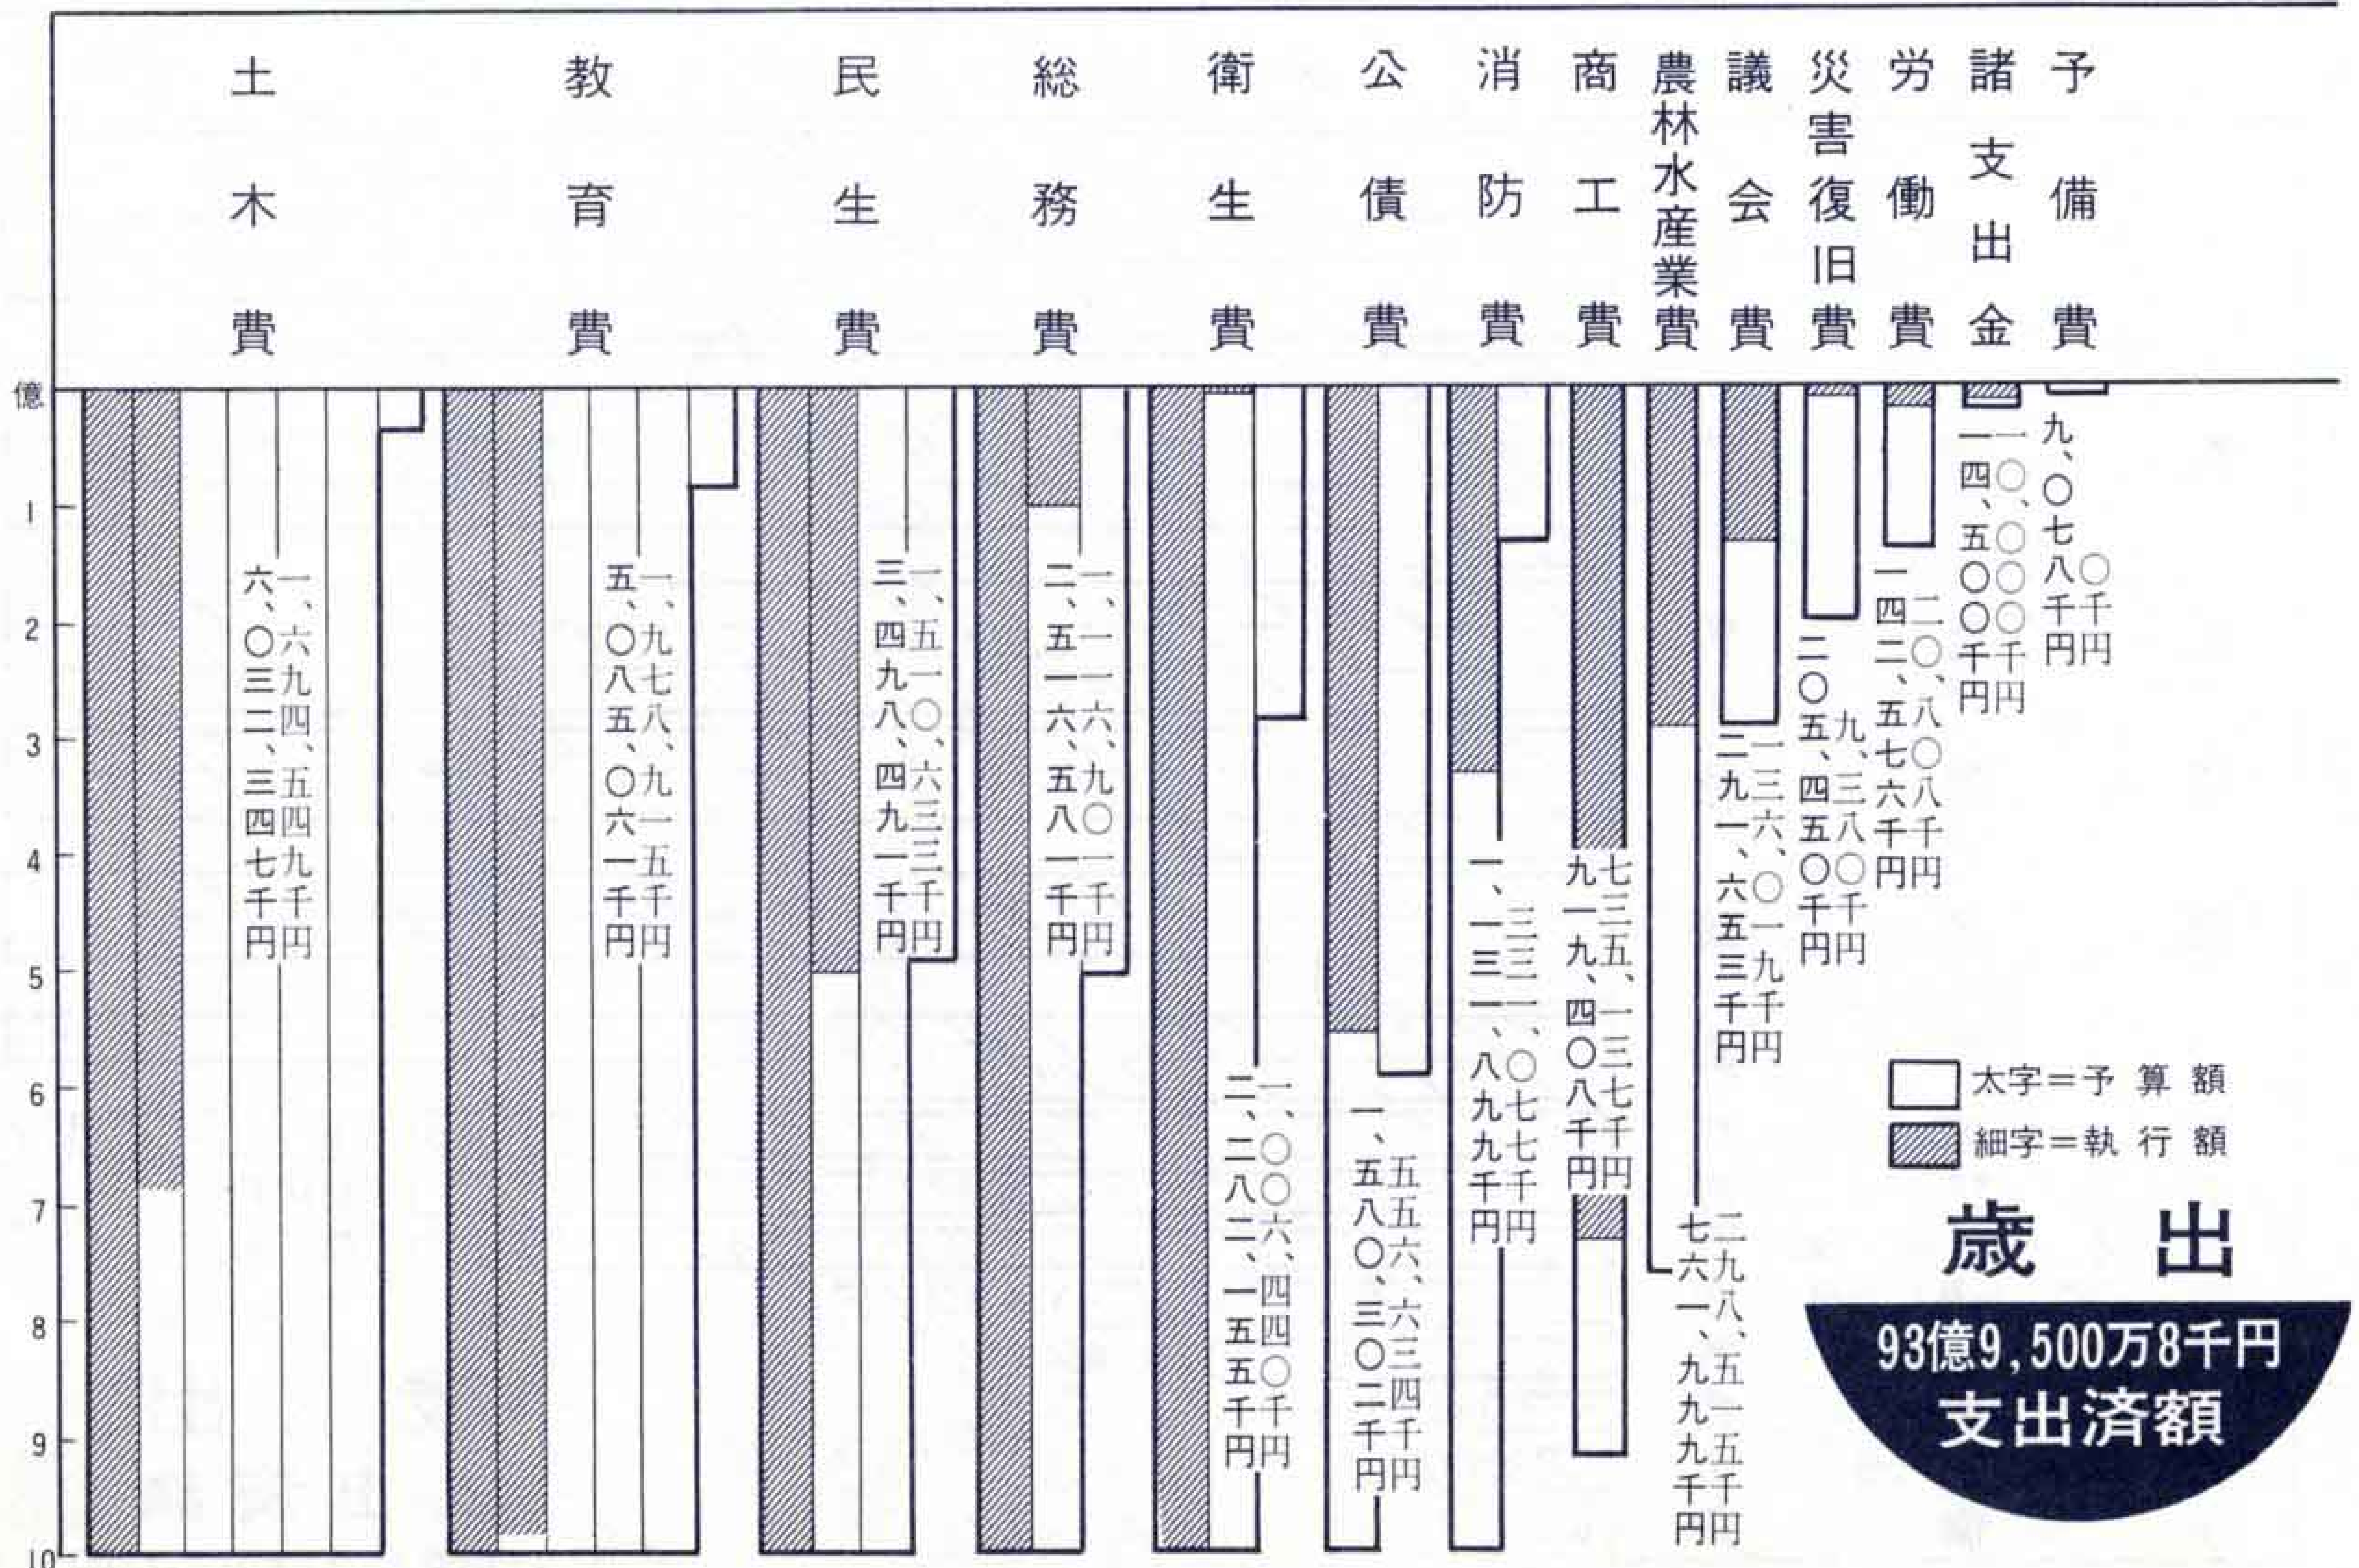 土木費
教育費
民生費
総務費
衛生費
公債費
消防費
商工費
農林水産業費
議会費
災害復旧費
労働費
諸支出金
予備費
億
1
2
3
4
5
6
7
8
9
10
一、六九四、五四九千円
六、〇三二、三四七千円
一、九七八、九一五千円
五、〇八五、〇六一千円
一、五一〇、六三三千円
三、四九八、四九一千円
一、一一六、九〇一千円
二、五一六、五八一千円
一、〇〇六、四四〇千円
二、二八二、一五五千円
五五六、六三四千円
一、五八〇、三〇二千円
三三一、〇七七千円
一、一三一、八九九千円
七三五、一三七千円
九一九、四〇八千円
二九八、五一五千円
七六一、九九九千円
一三六、〇一九千円
二九一、六五三千円
九、三八〇千円
二〇五、四五〇千円
二〇、八〇八千円
一四二、五七六千円
一〇、〇〇〇千円
一四、五〇〇千円
〇千円
九、〇七八千円
太字＝予算額
細字＝執行額
歳出
93億9,500万8千円
支出済額